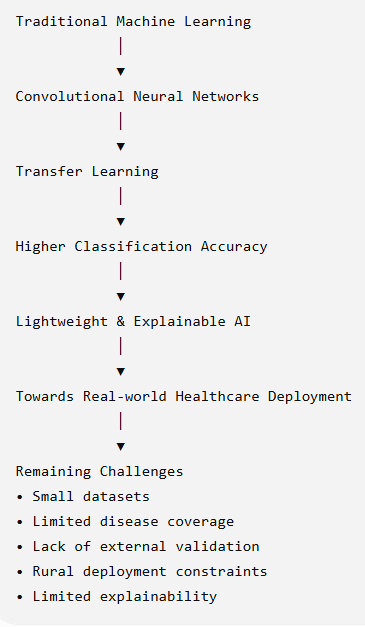 Traditional Machine Learning
│
▼
Convolutional Neural Networks
│
▼
Transfer Learning
│
▼
Higher Classification Accuracy
│
▼
Lightweight & Explainable AI
│
▼
Towards Real-world Healthcare Deployment
│
▼
Remaining Challenges
• Small datasets
• Limited disease coverage
• Lack of external validation
• Rural deployment constraints
• Limited explainability